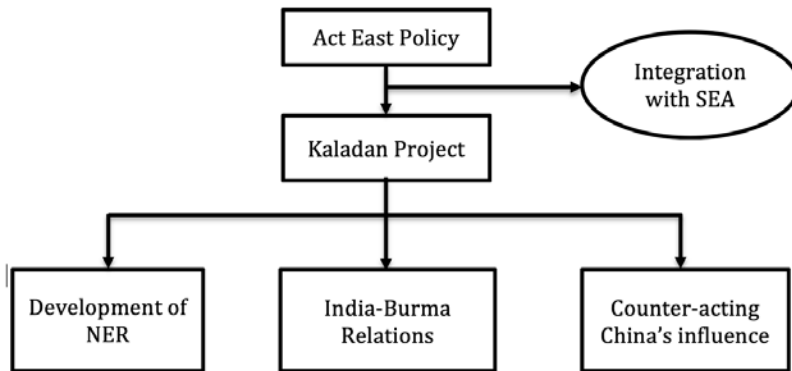 Act East Policy
Integration
with SEA
Kaladan Project
Development of
NER
India-Burma
Relations
Counter-acting
China's influence